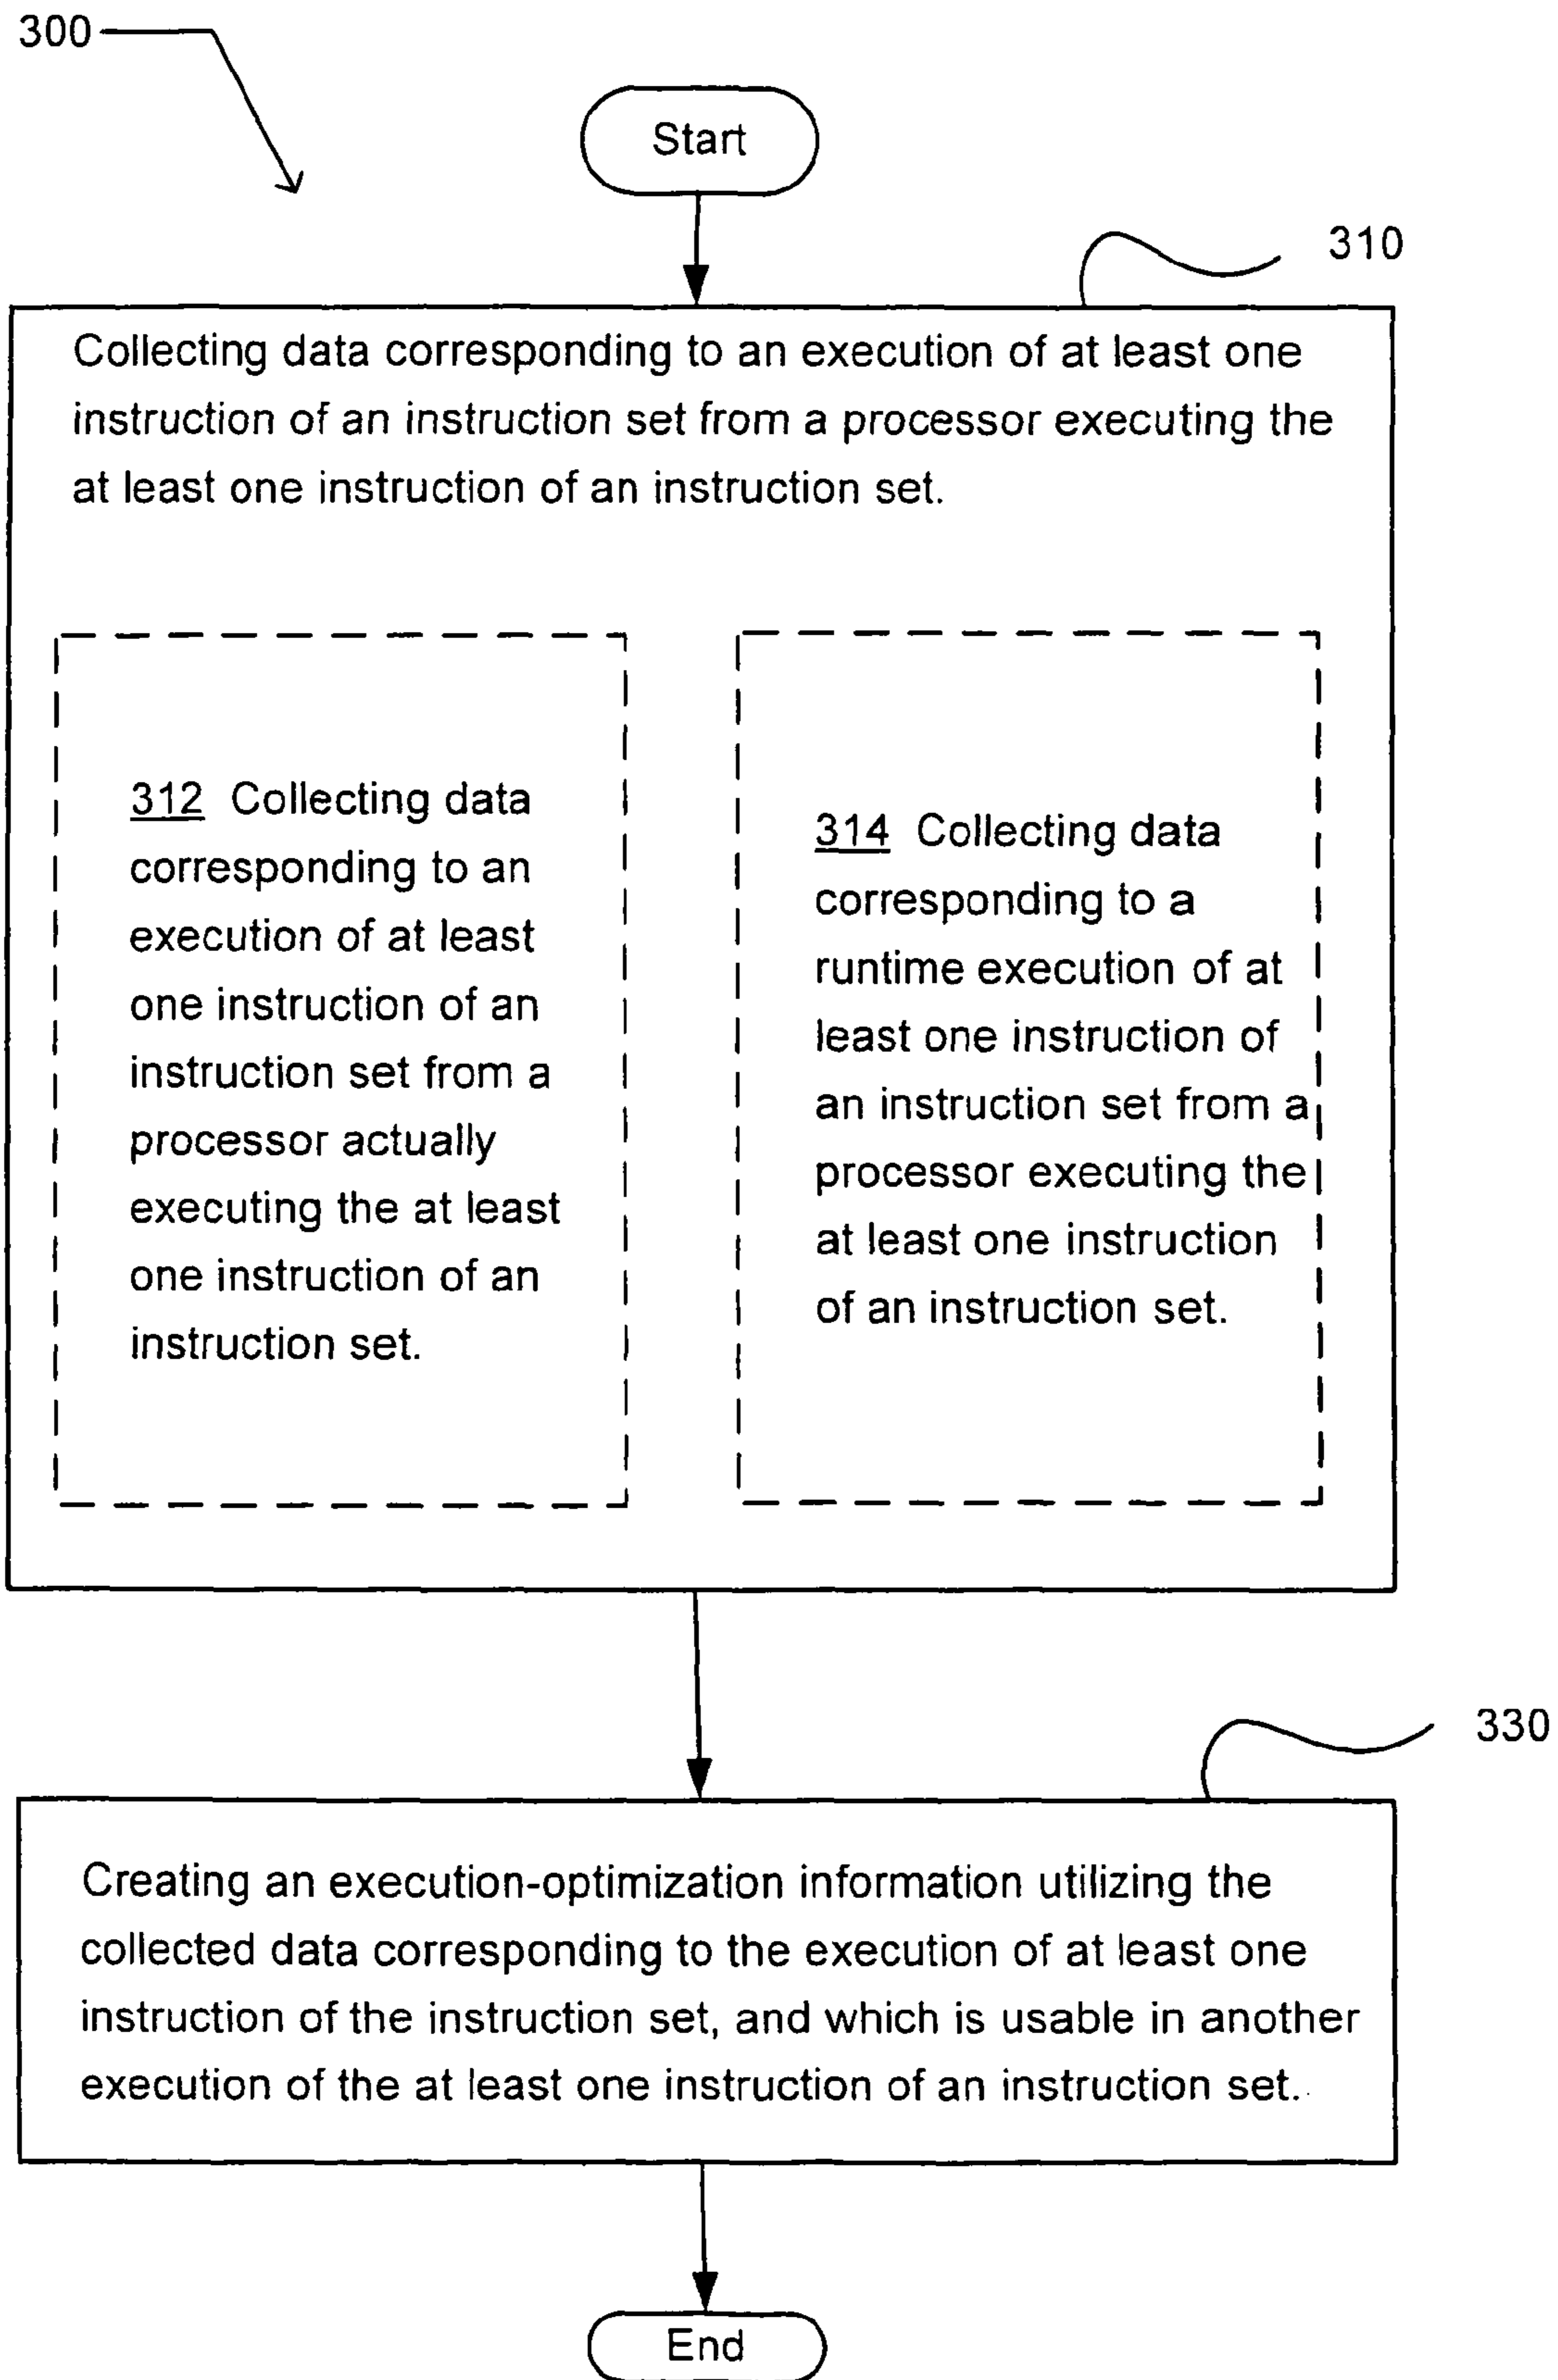 300
Start
310
Collecting data corresponding to an execution of at least one
instruction of an instruction set from a processor executing the
at least one instruction of an instruction set.
312 Collecting data
corresponding to an
execution of at least
one instruction of an
instruction set from a
processor actually
executing the at least
one instruction of an
instruction set.
314 Collecting data
corresponding to a
runtime execution of at
least one instruction of
an instruction set from a
processor executing the
at least one instruction
of an instruction set.
330
Creating an execution-optimization information utilizing the
collected data corresponding to the execution of at least one
instruction of the instruction set, and which is usable in another
execution of the at least one instruction of an instruction set.
End